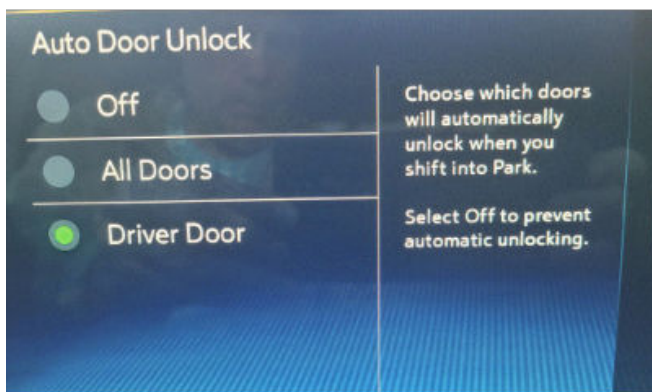 Auto Door Unlock
Off
All Doors
Driver Door
Choose which doors
will automatically
unlock when you
shift into Park.
Select Off to prevent
automatic unlocking.